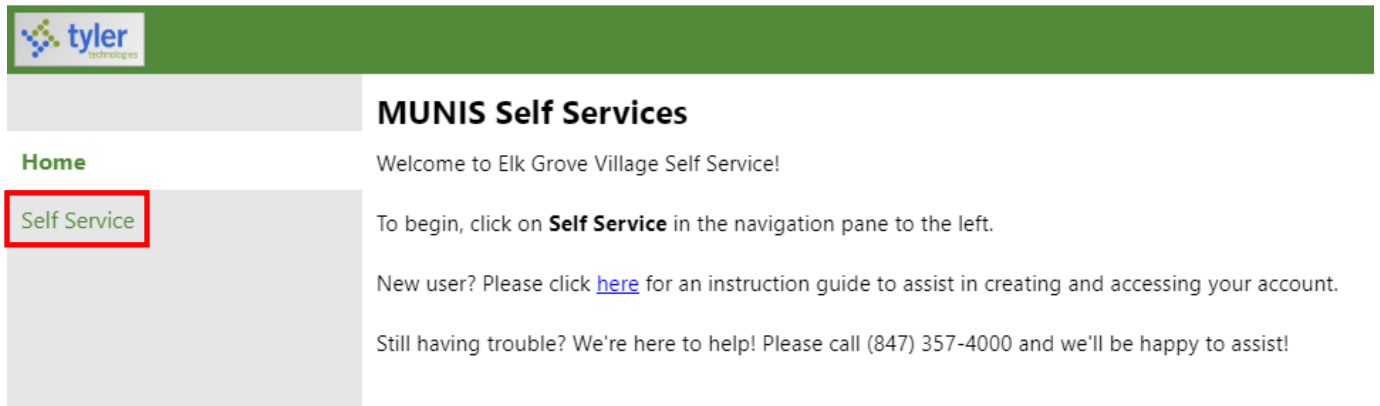 tyler
technologies
MUNIS Self Services
Home
Welcome to Elk Grove Village Self Service!
Self Service
To begin, click on Self Service in the navigation pane to the left.
New user? Please click here for an instruction guide to assist in creating and accessing your account.
Still having trouble? We're here to help! Please call (847) 357-4000 and we'll be happy to assist!